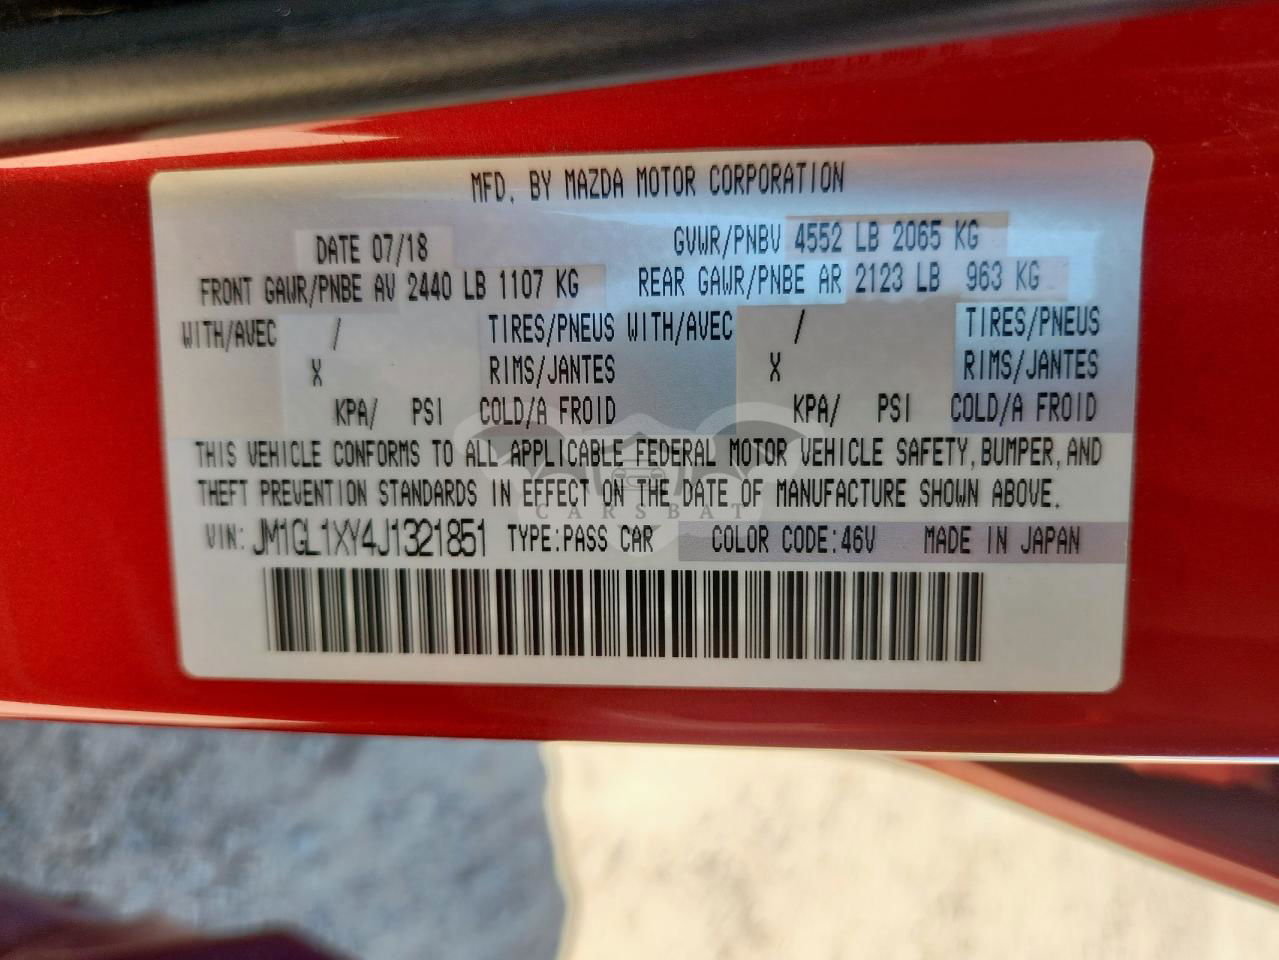 MFD. BY MAZDA MOTOR CORPORATION
DATE 07/18 GVWR/PNBV 4552 LB 2065 KG
FRONT GAWR/PNBE AV 2440 LB 1107 KG REAR GAWR/PNBE AR 2123 LB 963 KG
WITH/AVEC / TIRES/PNEUS WITH/AVEC / TIRES/PNEUS
X RIMS/JANTES X RIMS/JANTES
KPA/ PSI COLD/A FROID KPA/ PSI COLD/A FROID
THIS VEHICLE CONFORMS TO ALL APPLICABLE FEDERAL MOTOR VEHICLE SAFETY, BUMPER, AND
THEFT PREVENTION STANDARDS IN EFFECT ON THE DATE OF MANUFACTURE SHOWN ABOVE.
CARSBAT
VIN: JM1GL1XY4J1321851 TYPE:PASS CAR COLOR CODE:46V MADE IN JAPAN